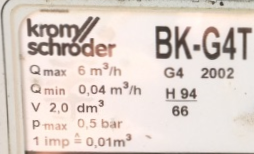 kromschröder BK-G4T
Qmax 6 m³/h G4 2002
Qmin 0,04 m³/h H 94
V 2,0 dm³ 66
pmax 0,5 bar
1 imp ≙ 0,01m³